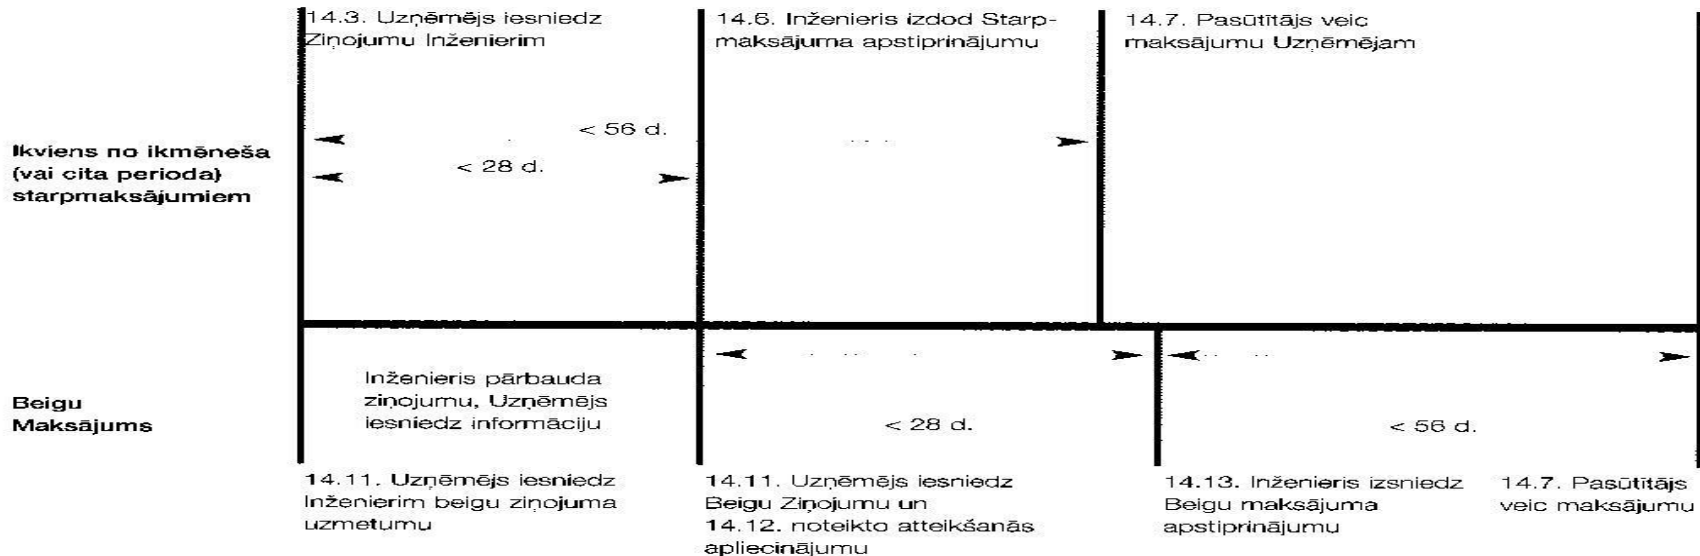 14.3. Uzņēmējs iesniedz
Ziņojumu Inženierim
14.6. Inženieris izdod Starp-
maksājuma apstiprinājumu
14.7. Pasūtītājs veic
maksājumu Uzņēmējam
Ikviens no ikmēneša
(vai cita perioda)
starpmaksājumiem
< 56 d.
< 28 d.
Beigu
Maksājums
Inženieris pārbauda
ziņojumu, Uzņēmējs
iesniedz informāciju
< 28 d.
< 56 d.
14.11. Uzņēmējs iesniedz
Inženierim beigu ziņojuma
uzmetumu
14.11. Uzņēmējs iesniedz
Beigu Ziņojumu un
14.12. noteikto atteikšanās
apliecinājumu
14.13. Inženieris izsniedz
Beigu maksājuma
apstiprinājumu
14.7. Pasūtītājs
veic maksājumu